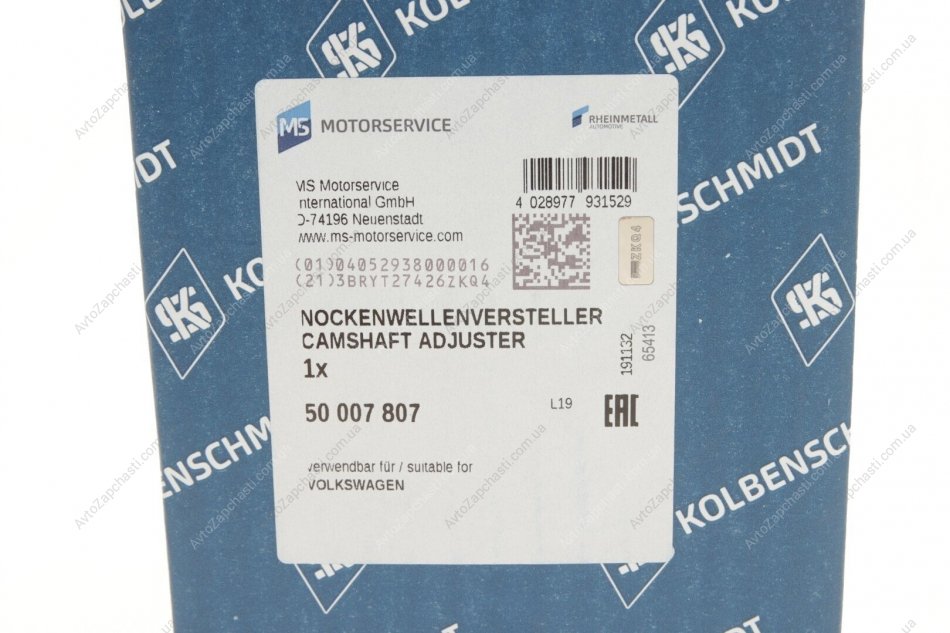 KOLBENSCHMIDT
MS MOTORSERVICE
RHEINMETALL
AUTOMOTIVE
MS Motorservice
International GmbH
D-74196 Neuenstadt
www.ms-motorservice.com
4 028977 931529
(01)04052938000016
(21)3BRYT27426ZKQ4
ZKQ4
NOCKENWELLENVERSTELLER
CAMSHAFT ADJUSTER
1x
191132
65413
50 007 807
L19
EAC
verwendbar für / suitable for
VOLKSWAGEN
KOLBENSCHMIDT
AvtoZapchasti.com.ua